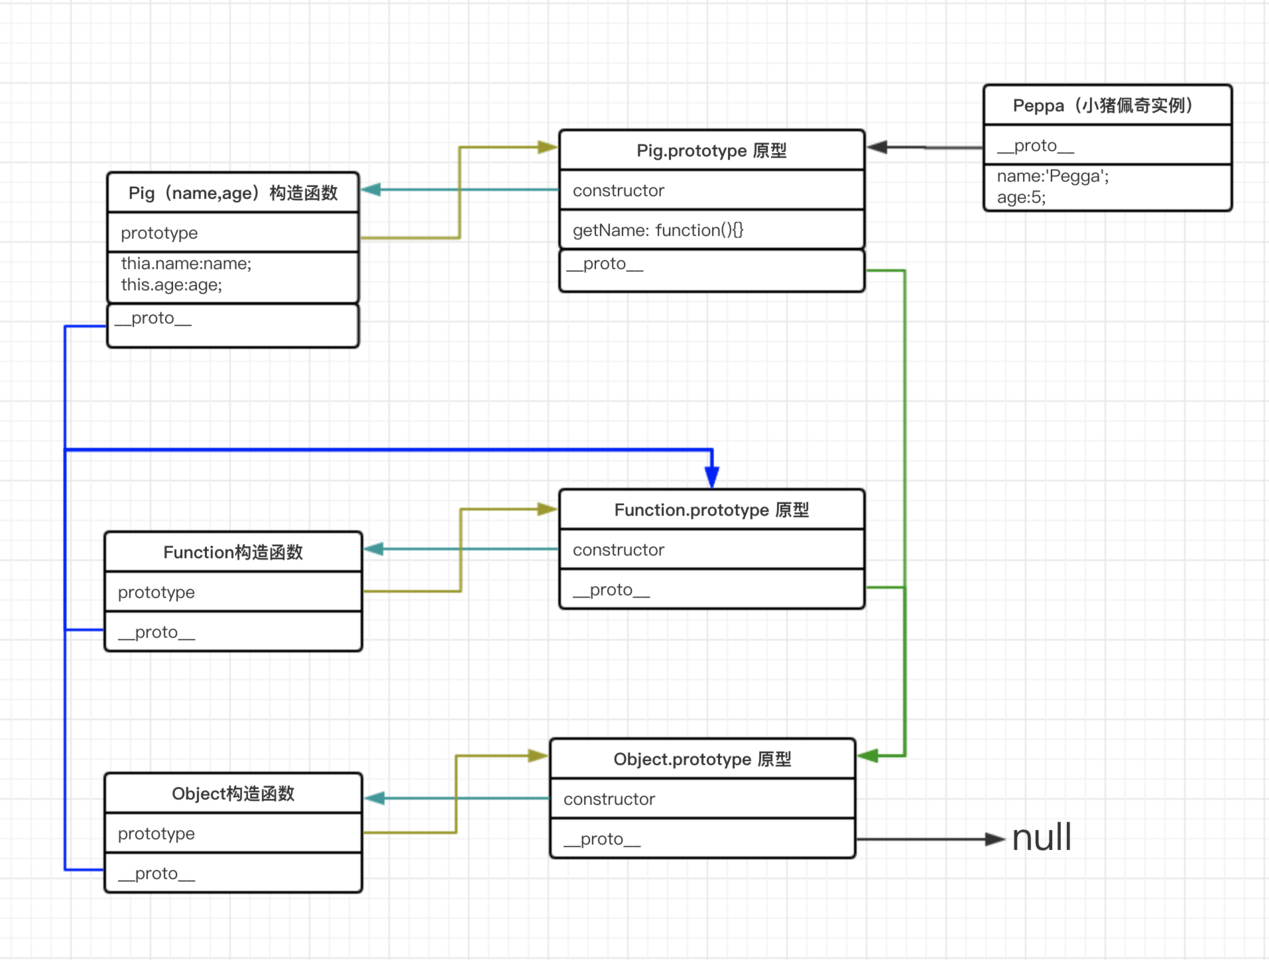 Peppa（小猪佩奇实例）
__proto__
name:'Pegga';
age:5;
Pig.prototype 原型
constructor
getName: function(){}
__proto__
Pig（name,age）构造函数
prototype
thia.name:name;
this.age:age;
__proto__
Function.prototype 原型
constructor
__proto__
Function构造函数
prototype
__proto__
Object.prototype 原型
constructor
__proto__
null
Object构造函数
prototype
__proto__